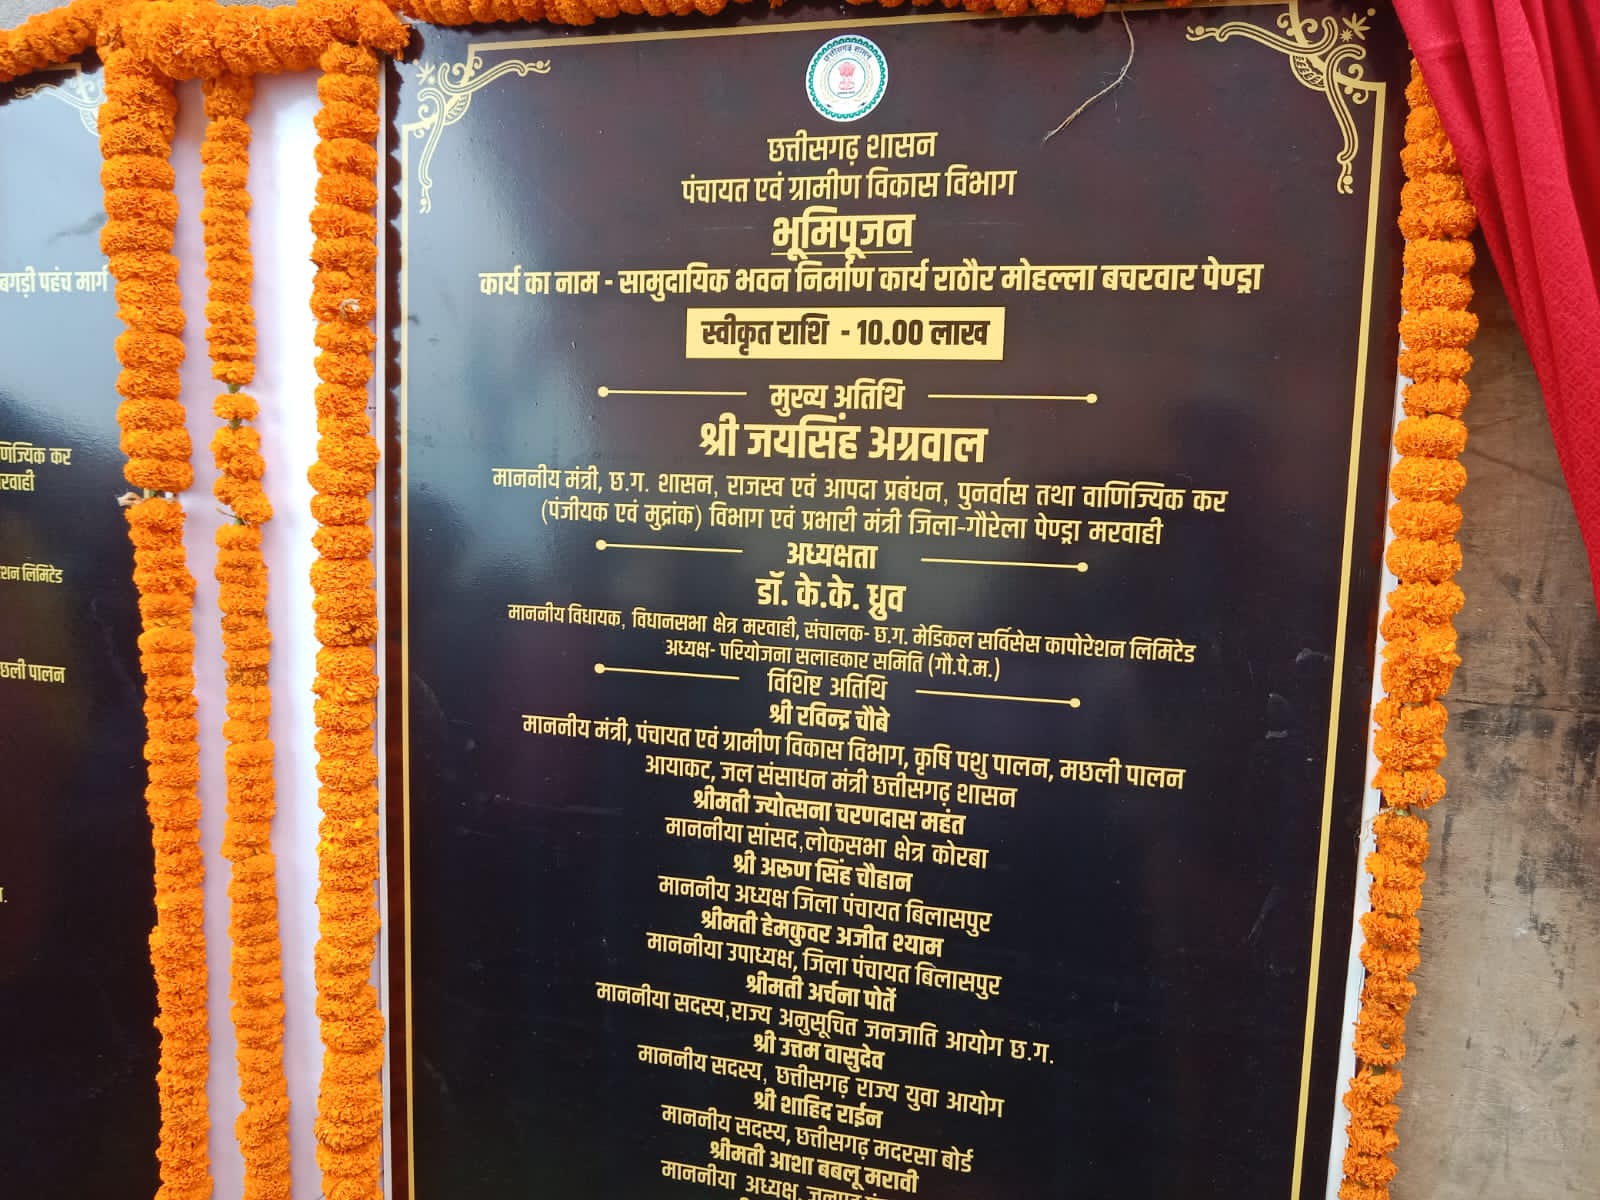 छत्तीसगढ़ शासन
पंचायत एवं ग्रामीण विकास विभाग
भूमिपूजन
कार्य का नाम - सामुदायिक भवन निर्माण कार्य राठौर मोहल्ला बचरवार पेण्ड्रा
स्वीकृत राशि - 10.00 लाख
मुख्य अतिथि
श्री जयसिंह अग्रवाल
माननीय मंत्री, छ.ग. शासन, राजस्व एवं आपदा प्रबंधन, पुनर्वास तथा वाणिज्यिक कर
(पंजीयक एवं मुद्रांक) विभाग एवं प्रभारी मंत्री जिला-गौरेला पेण्ड्रा मरवाही
अध्यक्षता
डॉ. के.के. ध्रुव
माननीय विधायक, विधानसभा क्षेत्र मरवाही, संचालक- छ.ग. मेडिकल सर्विसेस कापोरेशन लिमिटेड
अध्यक्ष- परियोजना सलाहकार समिति (गौ.पे.म.)
विशिष्ट अतिथि
श्री रविन्द्र चौबे
माननीय मंत्री, पंचायत एवं ग्रामीण विकास विभाग, कृषि पशु पालन, मछली पालन
आयाकट, जल संसाधन मंत्री छत्तीसगढ़ शासन
श्रीमती ज्योत्सना चरणदास महंत
माननीया सांसद,लोकसभा क्षेत्र कोरबा
श्री अरूण सिंह चौहान
माननीय अध्यक्ष जिला पंचायत बिलासपुर
श्रीमती हेमकुवर अजीत श्याम
माननीया उपाध्यक्ष, जिला पंचायत बिलासपुर
श्रीमती अर्चना पोर्ते
माननीया सदस्य,राज्य अनुसूचित जनजाति आयोग छ.ग.
श्री उत्तम वासुदेव
माननीय सदस्य, छत्तीसगढ़ राज्य युवा आयोग
श्री शाहिद राईन
माननीय सदस्य, छत्तीसगढ़ मदरसा बोर्ड
श्रीमती आशा बबलू मरावी
माननीया अध्यक्ष, जनपद
बगड़ी पहंच मार्ग
कर
लिमिटेड
पालन